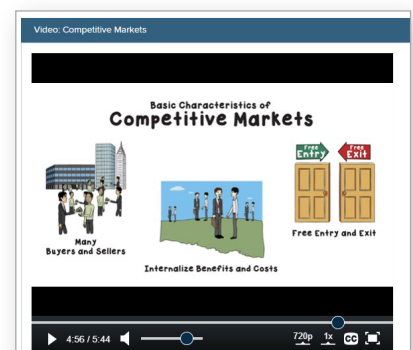 Video: Competitive Markets
Basic Characteristics of
Competitive Markets
Free
Entry
Free
Exit
Many
Buyers and Sellers
Free Entry and Exit
Internalize Benefits and Costs
4:56 / 5:44
720p
1x
CC